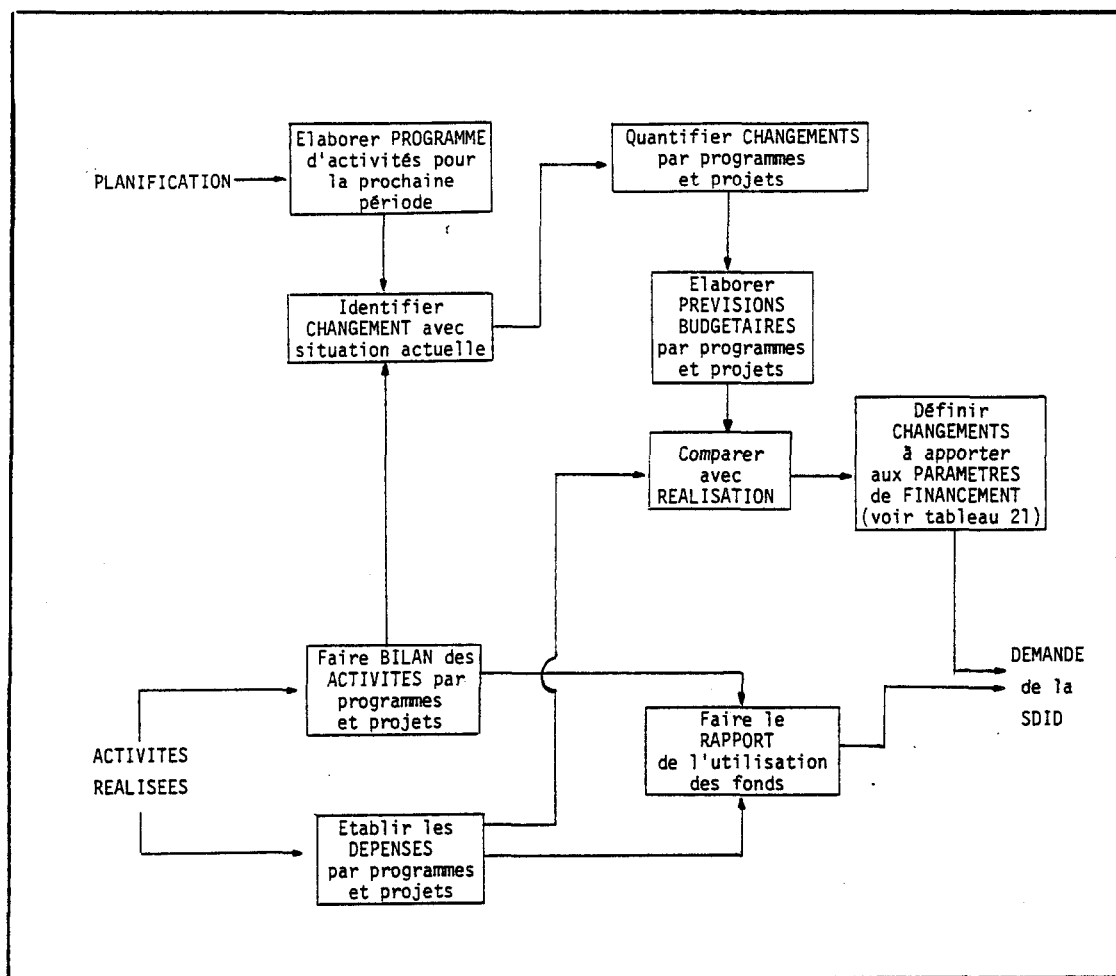 Elaborer PROGRAMME
d'activités pour
la prochaine
période
PLANIFICATION
Quantifier CHANGEMENTS
par programmes
et projets
Identifier
CHANGEMENT avec
situation actuelle
Elaborer
PREVISIONS
BUDGETAIRES
par programmes
et projets
Comparer
avec
REALISATION
Définir
CHANGEMENTS
à apporter
aux PARAMETRES
de FINANCEMENT
(voir tableau 21)
Faire BILAN des
ACTIVITES par
programmes
et projets
ACTIVITES
REALISEES
Etablir les
DEPENSES
par programmes
et projets
Faire le
RAPPORT
de l'utilisation
des fonds
DEMANDE
de la
SDID